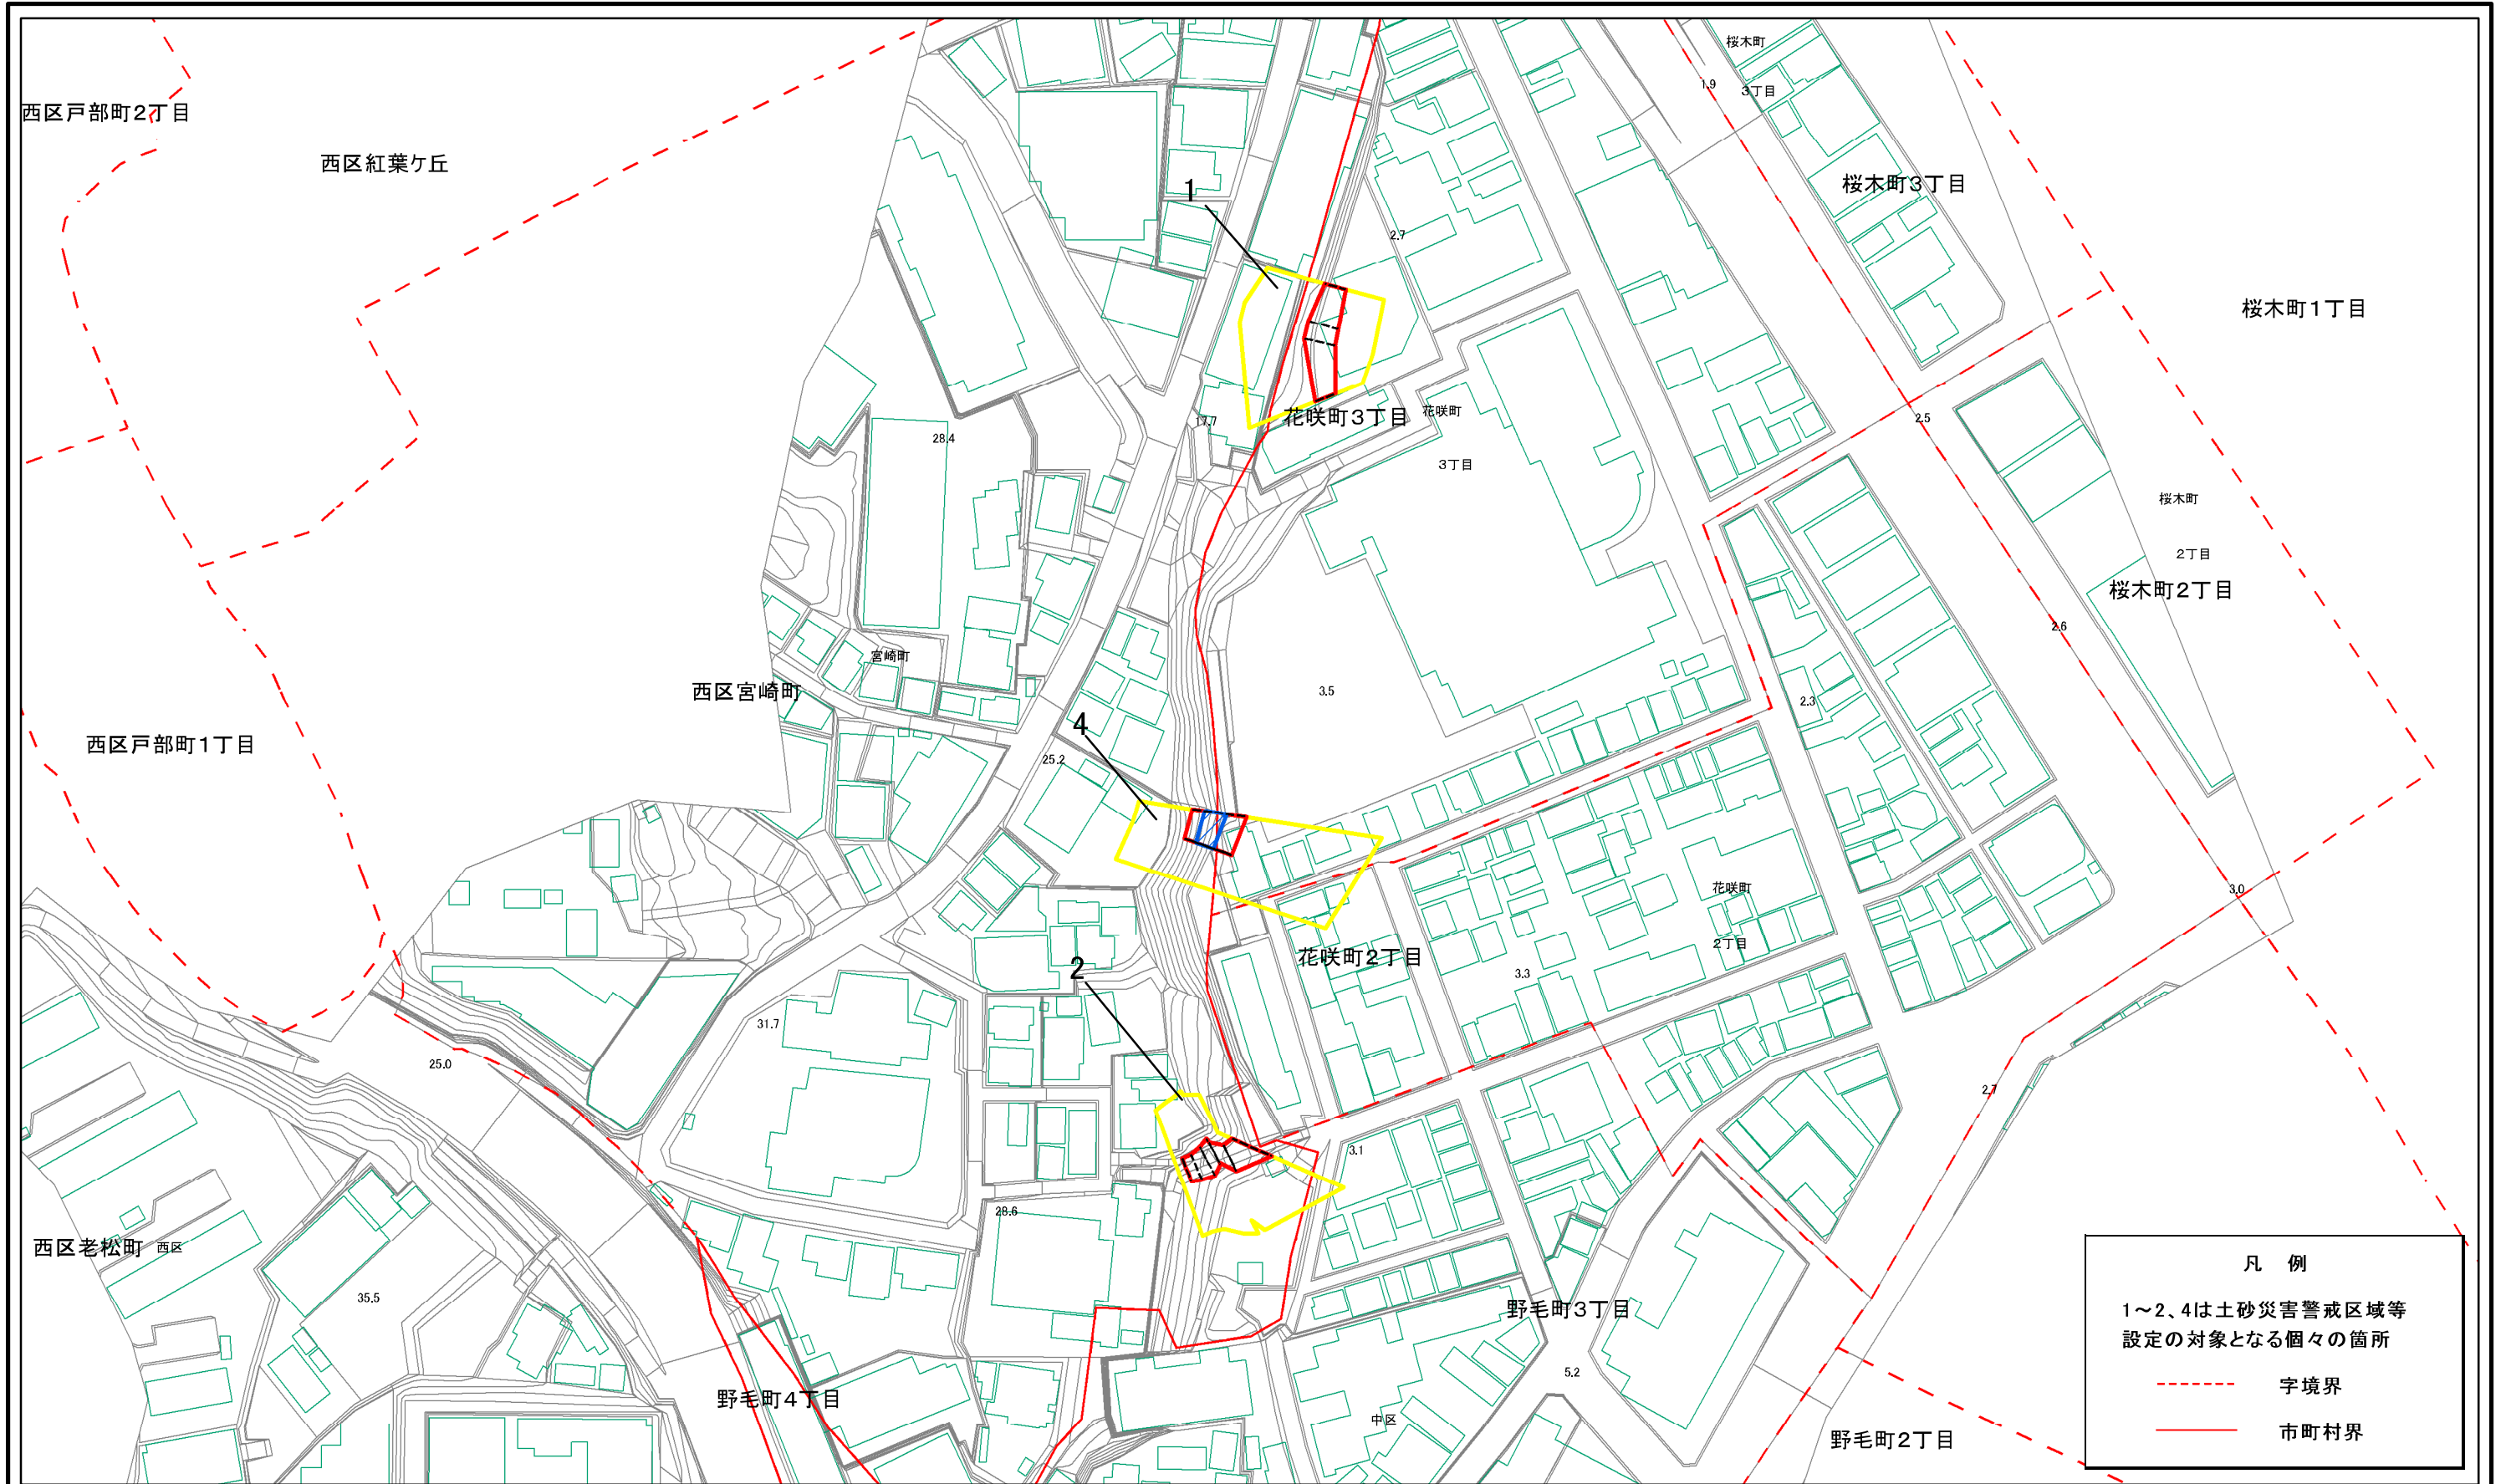 桜木町
1.9
3丁目
西区戸部町2丁目
西区紅葉ケ丘
桜木町3丁目
1
2.7
桜木町1丁目
花咲町3丁目
花咲町
17.7
2.5
28.4
3丁目
桜木町
2丁目
桜木町2丁目
2.6
宮崎町
西区宮崎町
3.5
2.3
4
西区戸部町1丁目
25.2
花咲町
3.0
2丁目
花咲町2丁目
2
3.3
31.7
25.0
2.7
3.1
28.6
西区老松町
西区
35.5
野毛町3丁目
5.2
野毛町4丁目
中区
野毛町2丁目
凡 例
1～2、4は土砂災害警戒区域等
設定の対象となる個々の箇所
字境界
市町村界